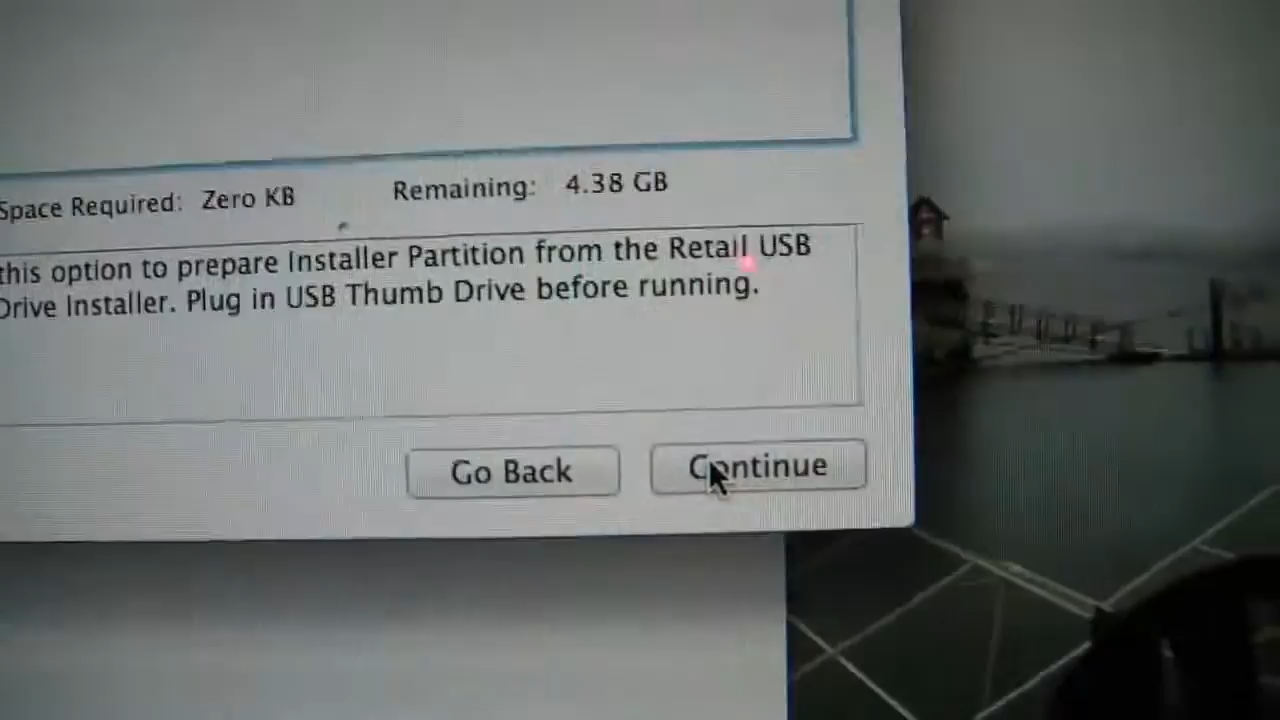 Space Required: Zero KB Remaining: 4.38 GB
this option to prepare Installer Partition from the Retail USB
Drive Installer. Plug in USB Thumb Drive before running.
Go Back Continue